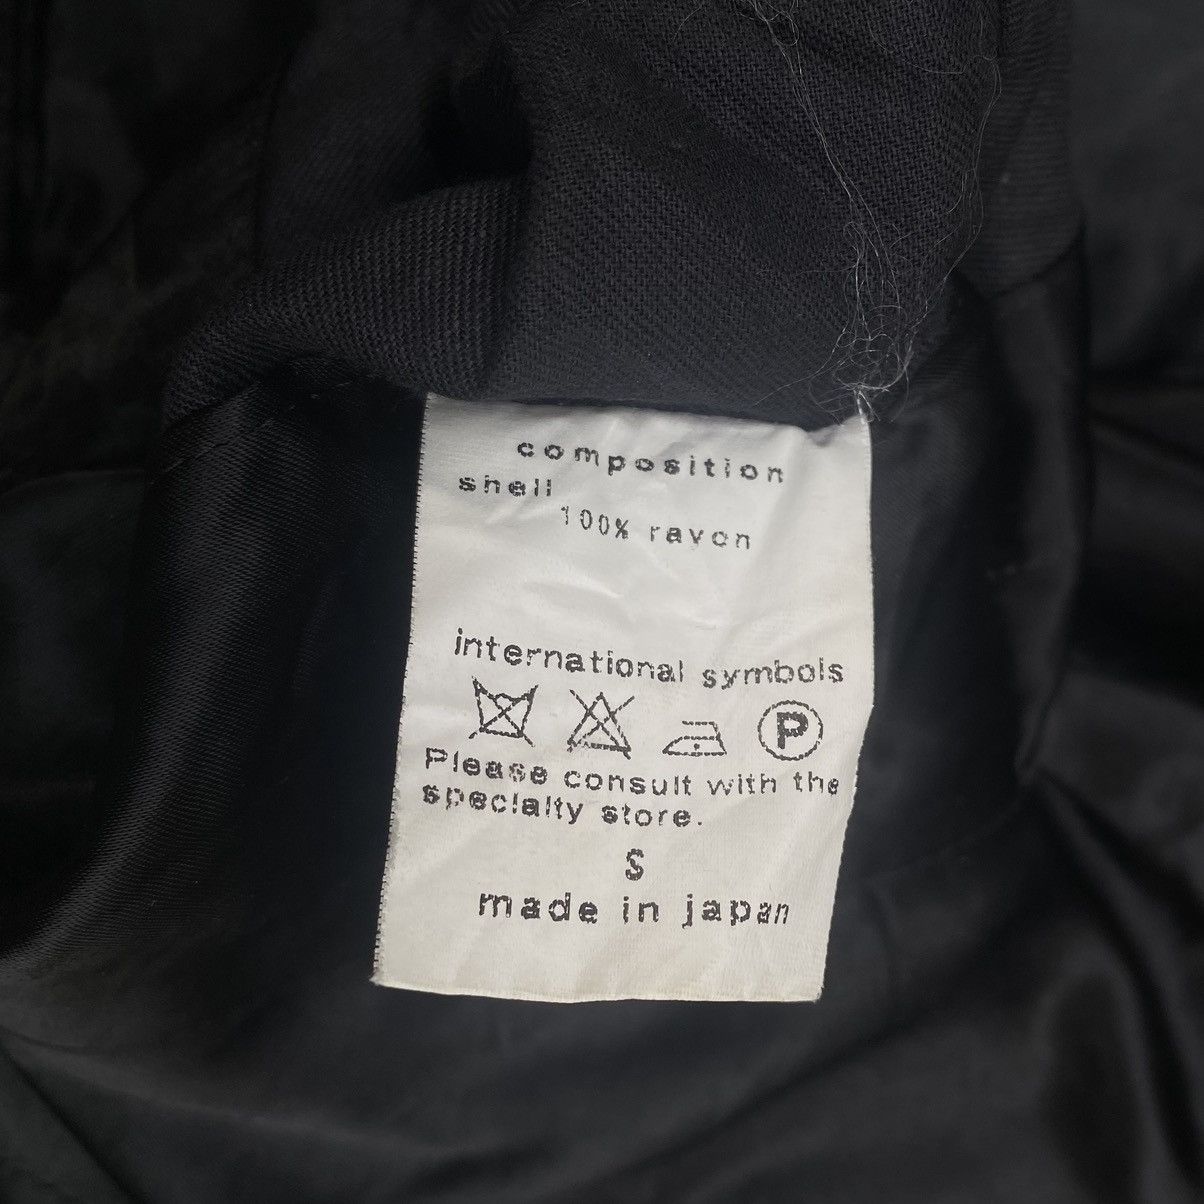 composition
shell
100% rayon
international symbols
P
Please consult with the
specialty store.
S
made in japan